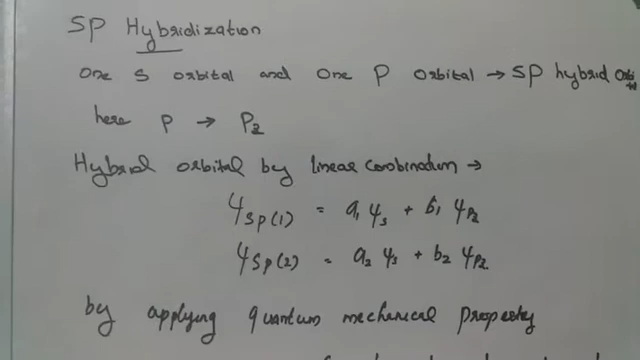 SP Hybridization
One s orbital and one P orbital → SP hybrid
here P → Pz
Hybrid orbital by linear combination →
ψsp(1) = a₁ ψs + b₁ ψPz
ψsp(2) = a₂ ψs + b₂ ψPz
by applying quantum mechanical property